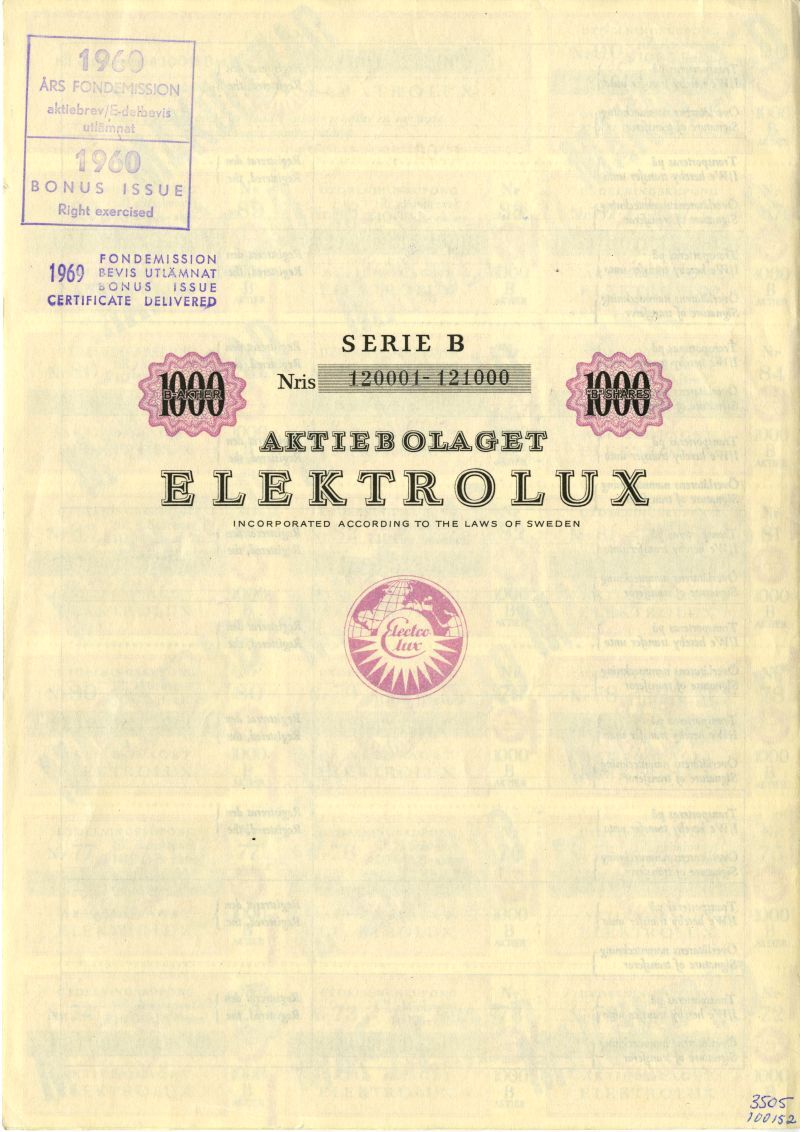 1960
ÅRS FONDEMISSION
aktiebrev/E-delbevis
utlämnat
1960
BONUS ISSUE
Right exercised
1969 FONDEMISSION
BEVIS UTLÄMNAT
BONUS ISSUE
CERTIFICATE DELIVERED
SERIE B
1000
B-AKTIER
Nris 120001-121000
1000
"B"-SHARES
AKTIEBOLAGET
ELEKTROLUX
INCORPORATED ACCORDING TO THE LAWS OF SWEDEN
Electro
lux
3505
100152